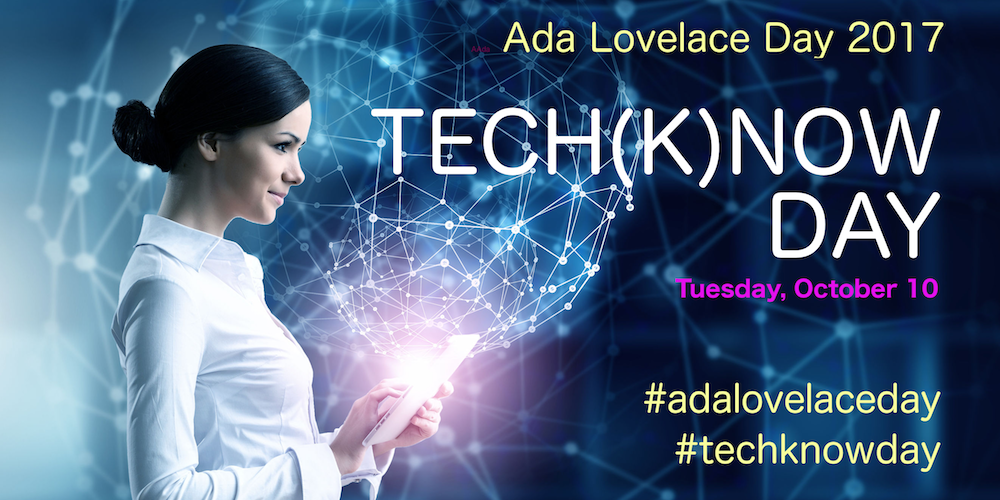 Ada Lovelace Day 2017
TECH(K)NOW
DAY
Tuesday, October 10
#adalovelaceday
#techknowday